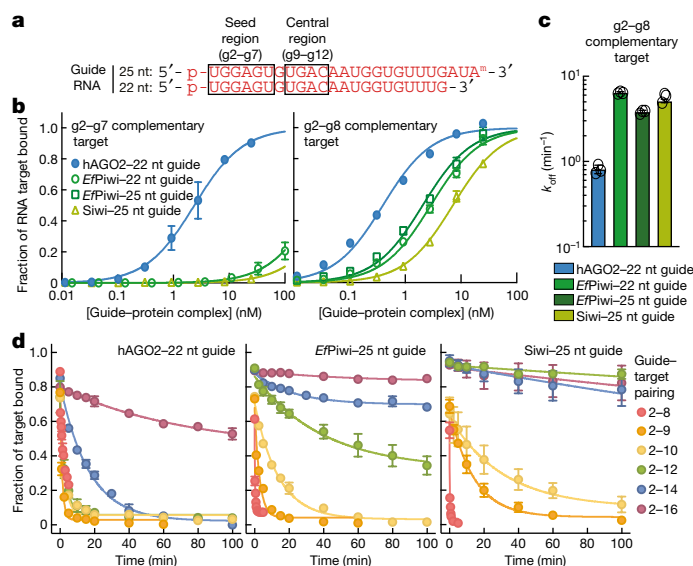 a
Seed region (g2–g7)
Central region (g9–g12)
Guide RNA
25 nt: 5′-p-UGGAGUGUGACAAUGGUGUUUGAUAm-3′
22 nt: 5′-p-UGGAGUGUGACAAUGGUGUUUG-3′
b
Fraction of RNA target bound
1.0
0.8
0.6
0.4
0.2
0
g2–g7 complementary target
hAGO2–22 nt guide
EfPiwi–22 nt guide
EfPiwi–25 nt guide
Siwi–25 nt guide
0.01 0.1 1 10 100
[Guide–protein complex] (nM)
g2–g8 complementary target
0.1 1 10 100
[Guide–protein complex] (nM)
c
g2–g8 complementary target
koff (min−1)
10¹
10⁰
10−1
hAGO2–22 nt guide
EfPiwi–22 nt guide
EfPiwi–25 nt guide
Siwi–25 nt guide
d
Fraction of target bound
1.0
0.8
0.6
0.4
0.2
0
hAGO2–22 nt guide
0 20 40 60 80 100
Time (min)
EfPiwi–25 nt guide
0 20 40 60 80 100
Time (min)
Siwi–25 nt guide
0 20 40 60 80 100
Time (min)
Guide–target pairing
2–8
2–9
2–10
2–12
2–14
2–16